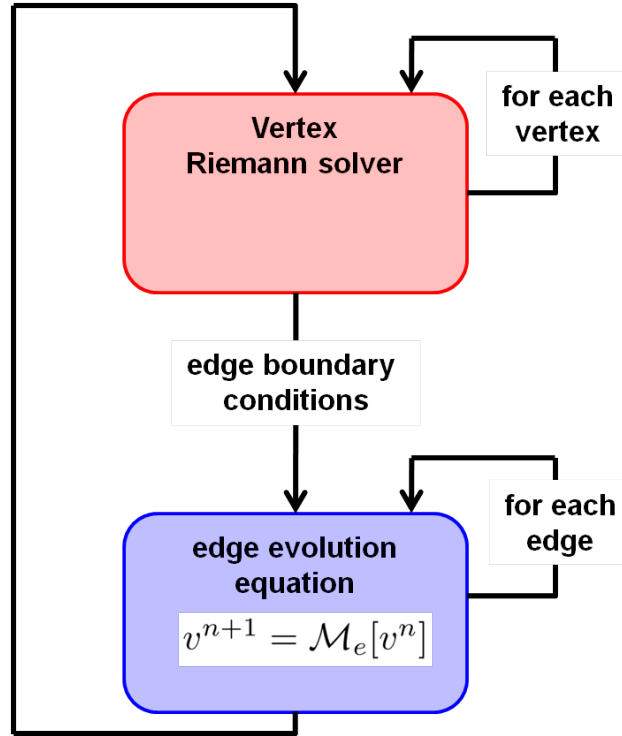 Vertex
Riemann solver
for each
vertex
edge boundary
conditions
edge evolution
equation
v^{n+1} = \mathcal{M}_e[v^n]
for each
edge